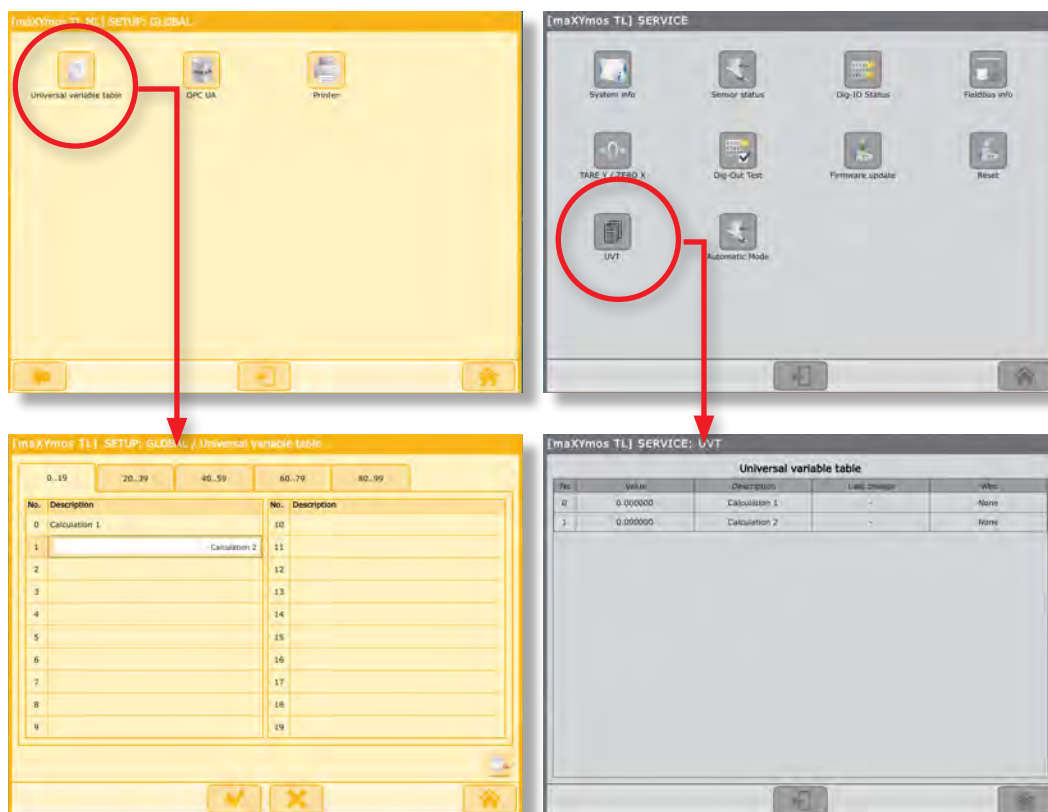 [maXYmos TL ML] SETUP: GLOBAL
Universal variable table
OPC UA
Printer
[maXYmos TL] SERVICE
System info
Sensor status
Dig-IO Status
Fieldbus info
TARE Y / ZERO X
Dig-Out Test
Firmware update
Reset
UVT
Automatic Mode
[maXYmos TL] SETUP: GLOBAL / Universal variable table
0..19 20..39 40..59 60..79 80..99
No. Description No. Description
0 Calculation 1 10
1 Calculation 2 11
2 12
3 13
4 14
5 15
6 16
7 17
8 18
9 19
[maXYmos TL] SERVICE: UVT
Universal variable table
No Value Description Last change Who
0 0.000000 Calculation 1 - None
1 0.000000 Calculation 2 - None